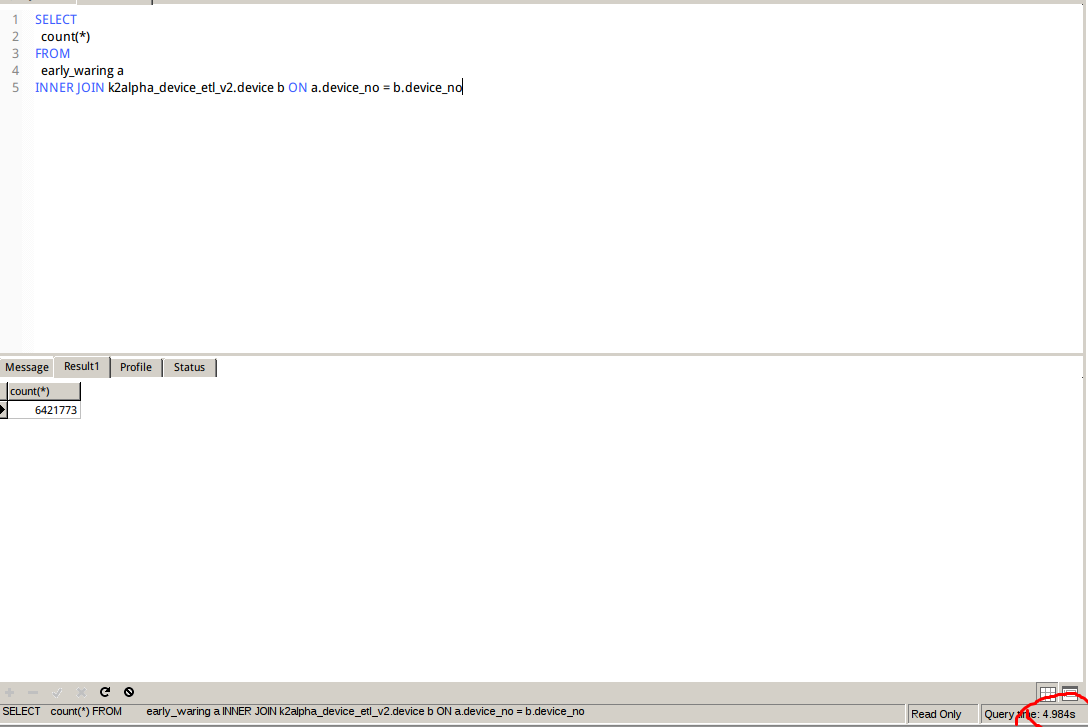 1 SELECT
2 count(*)
3 FROM
4 early_waring a
5 INNER JOIN k2alpha_device_etl_v2.device b ON a.device_no = b.device_no
Message Result1 Profile Status
count(*)
6421773
SELECT count(*) FROM early_waring a INNER JOIN k2alpha_device_etl_v2.device b ON a.device_no = b.device_no Read Only Query time: 4.984s